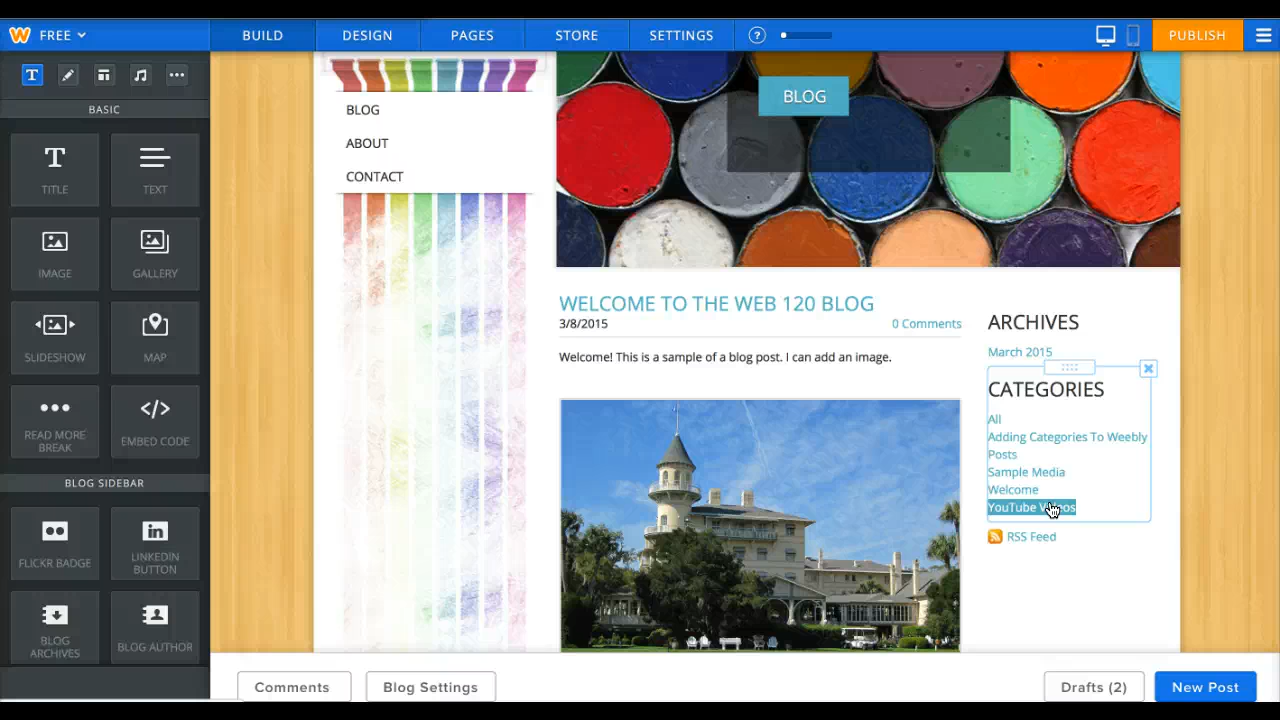 FREE
BUILD
DESIGN
PAGES
STORE
SETTINGS
?
PUBLISH
T
BASIC
T
TITLE
TEXT
IMAGE
GALLERY
SLIDESHOW
MAP
READ MORE
BREAK
</>
EMBED CODE
BLOG SIDEBAR
FLICKR BADGE
in
LINKEDIN
BUTTON
BLOG
ARCHIVES
BLOG AUTHOR
BLOG
ABOUT
CONTACT
BLOG
WELCOME TO THE WEB 120 BLOG
3/8/2015
0 Comments
Welcome! This is a sample of a blog post. I can add an image.
ARCHIVES
March 2015
CATEGORIES
All
Adding Categories To Weebly
Posts
Sample Media
Welcome
YouTube Videos
RSS Feed
Comments
Blog Settings
Drafts (2)
New Post